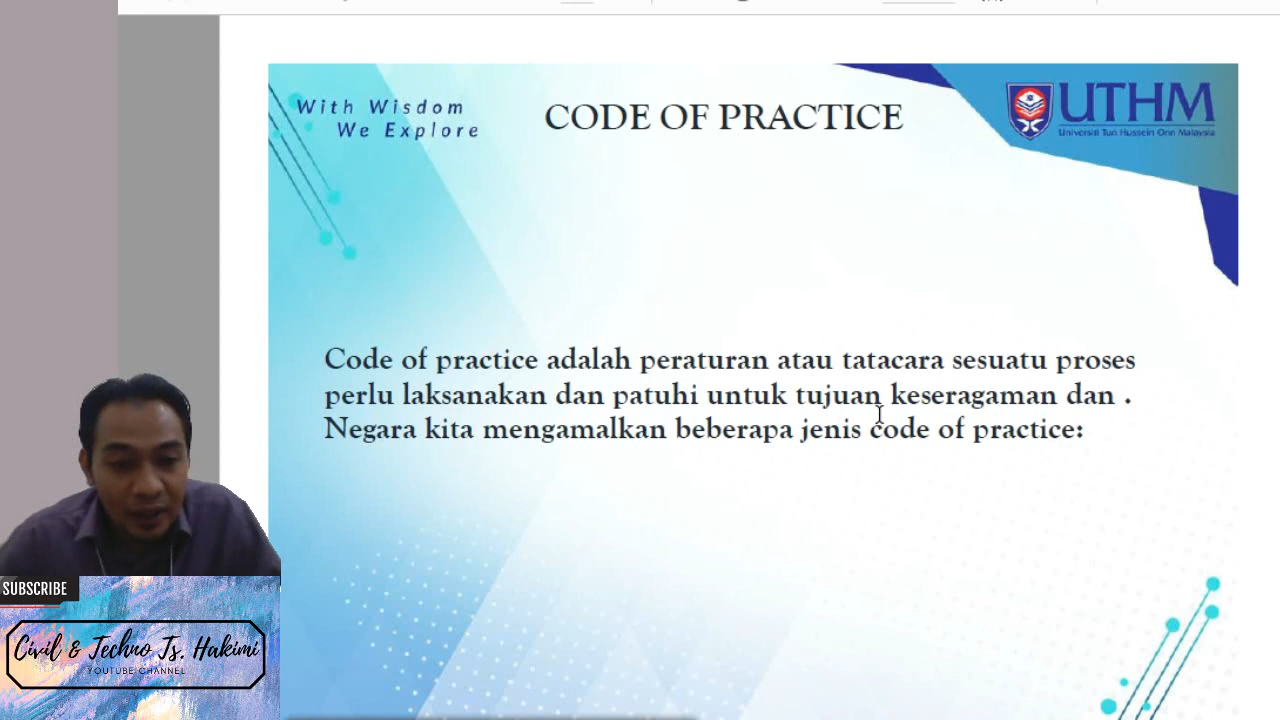 With Wisdom
We Explore
CODE OF PRACTICE
UTHM
Universiti Tun Hussein Onn Malaysia
Code of practice adalah peraturan atau tatacara sesuatu proses
perlu laksanakan dan patuhi untuk tujuan keseragaman dan .
Negara kita mengamalkan beberapa jenis code of practice:
SUBSCRIBE
Civil & Techno Ts. Hakimi
YOUTUBE CHANNEL